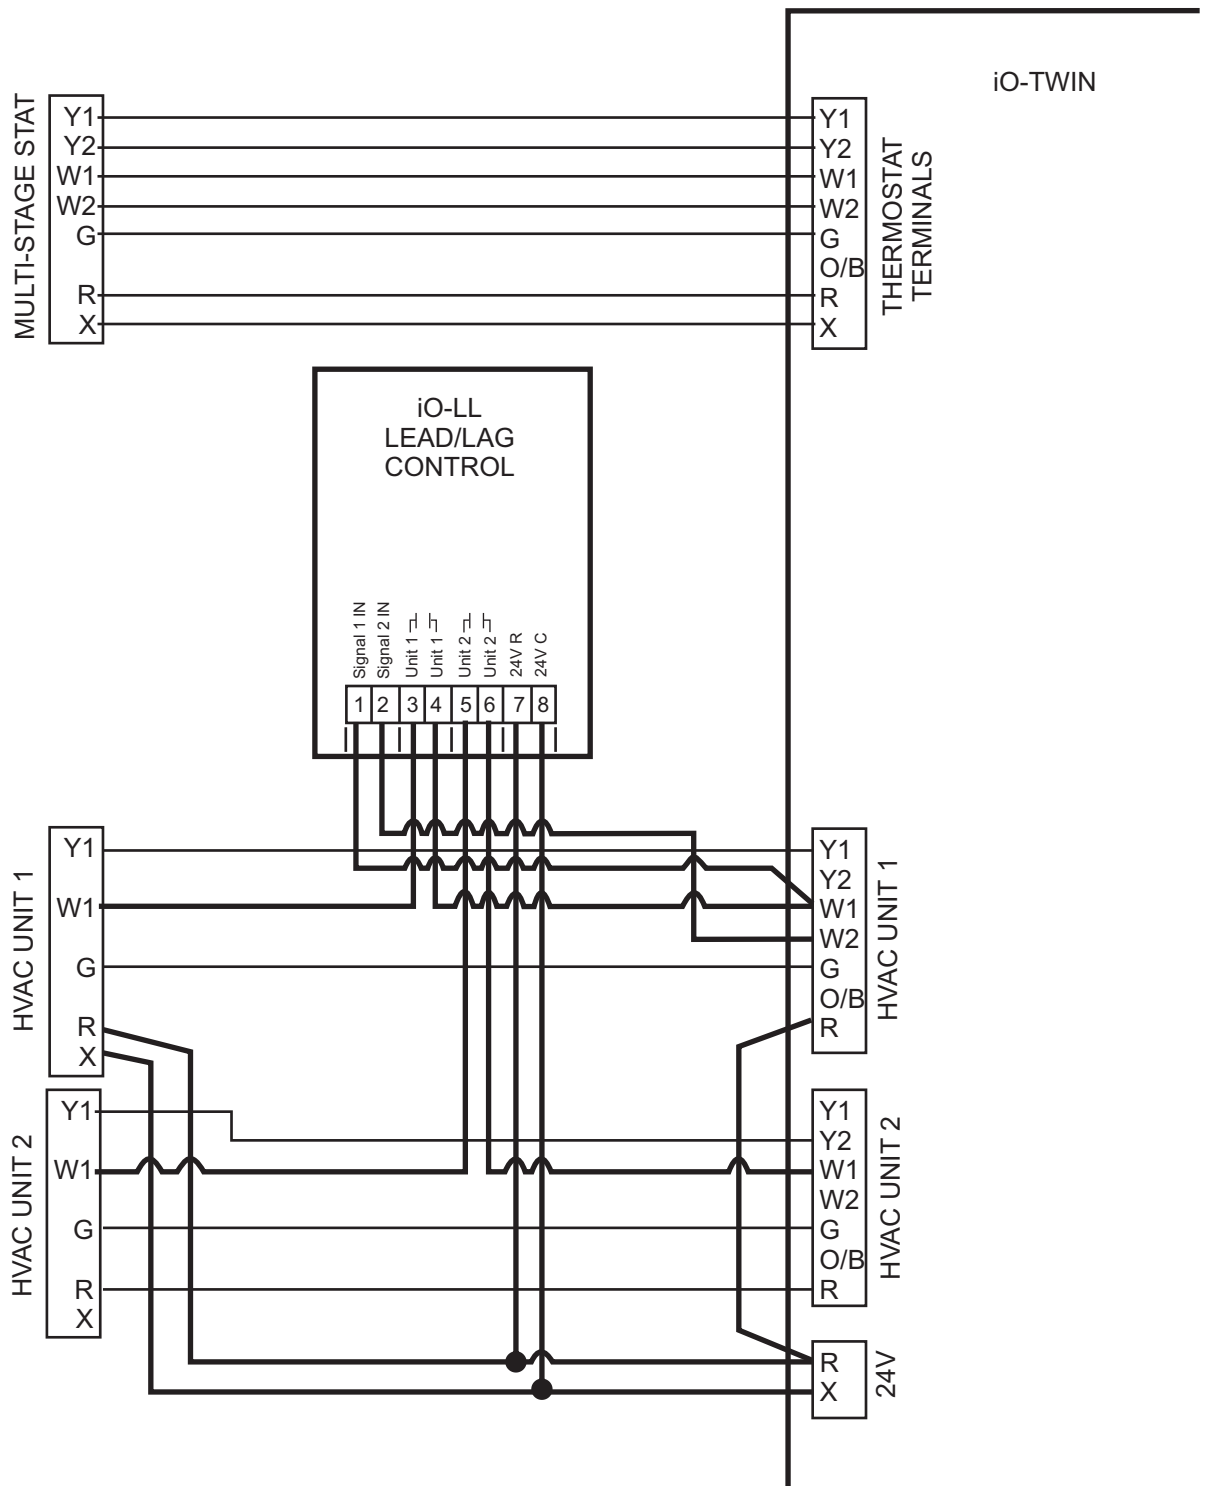 iO-TWIN
MULTI-STAGE STAT
Y1
Y2
W1
W2
G
R
X
Y1
Y2
W1
W2
G
O/B
R
X
THERMOSTAT
TERMINALS
iO-LL
LEAD/LAG
CONTROL
Signal 1 IN
Signal 2 IN
Unit 1
Unit 1
Unit 2
Unit 2
24V R
24V C
1 2 3 4 5 6 7 8
HVAC UNIT 1
Y1
W1
G
R
X
Y1
Y2
W1
W2
G
O/B
R
HVAC UNIT 1
HVAC UNIT 2
Y1
W1
G
R
X
Y1
Y2
W1
W2
G
O/B
R
HVAC UNIT 2
R
X
24V